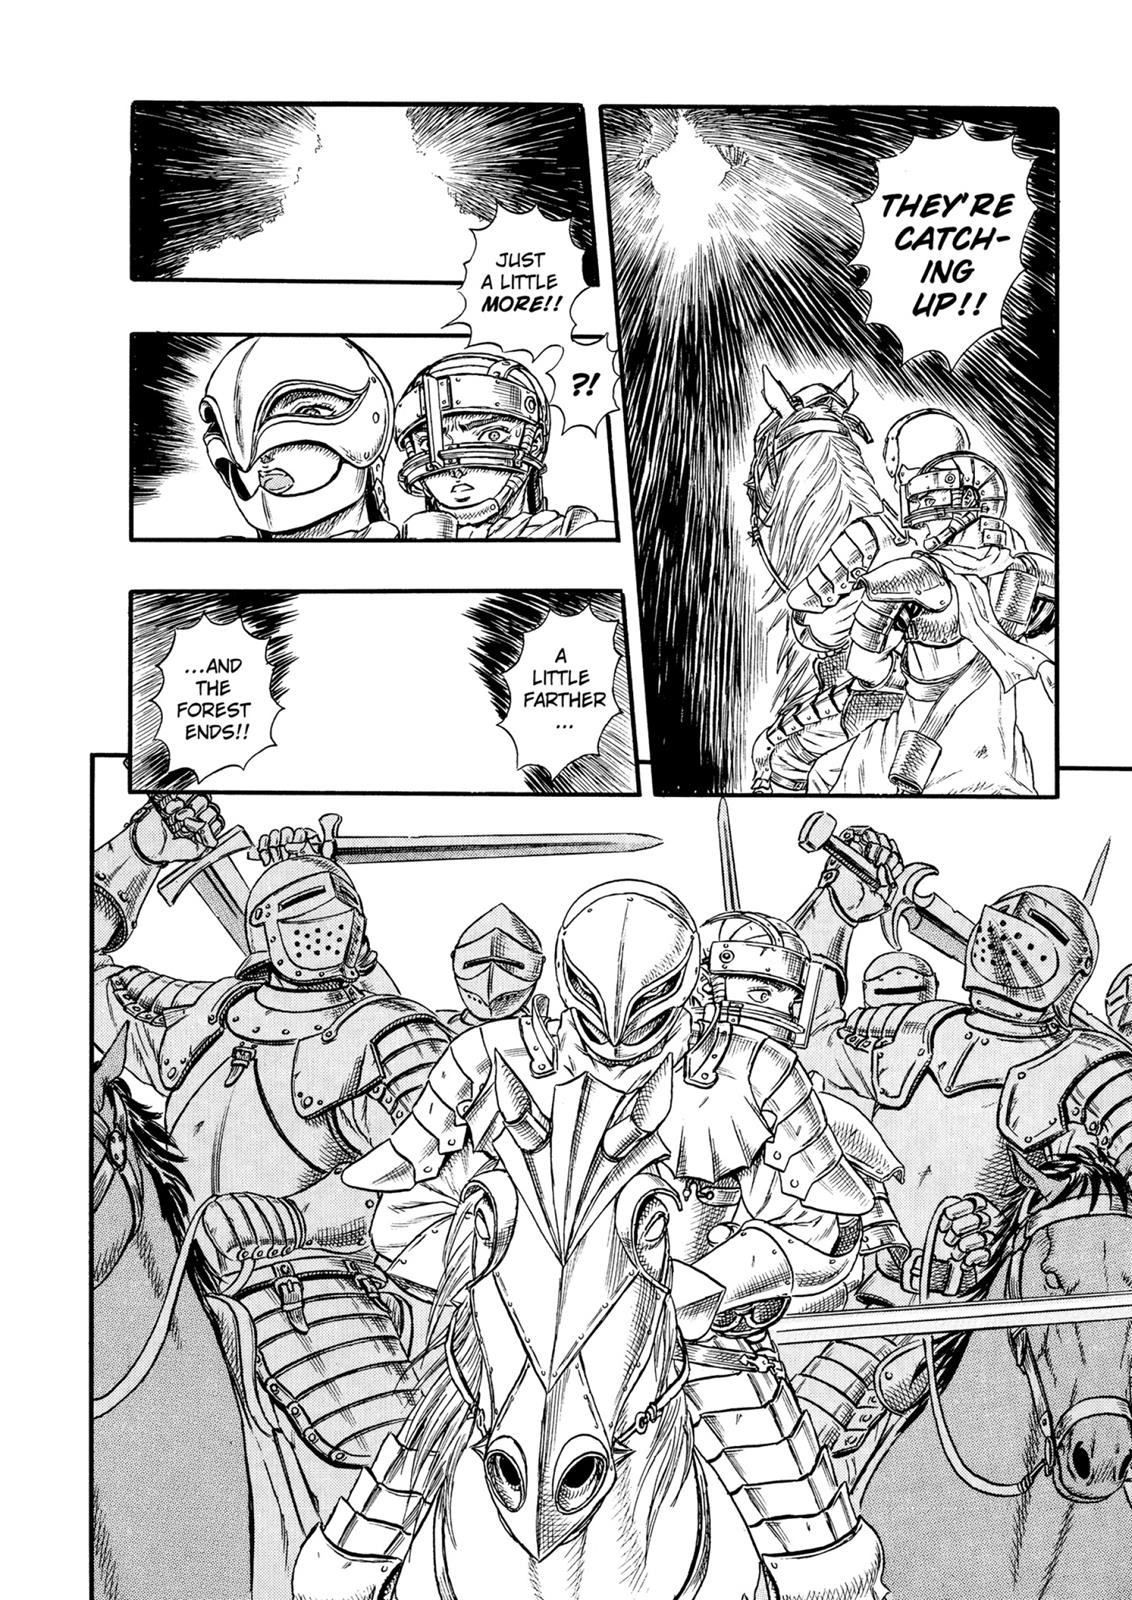 THEY'RE
CATCH-
ING
UP!!
JUST
A LITTLE
MORE!!
?!
A
LITTLE
FARTHER
...
...AND
THE
FOREST
ENDS!!